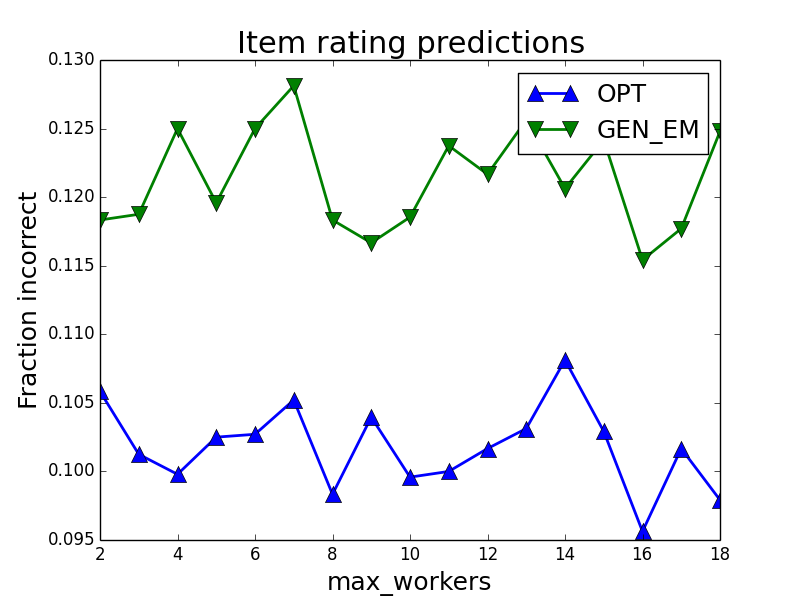 Item rating predictions
0.130
0.125
0.120
0.115
0.110
0.105
0.100
0.095
Fraction incorrect
OPT
GEN_EM
2 4 6 8 10 12 14 16 18
max_workers